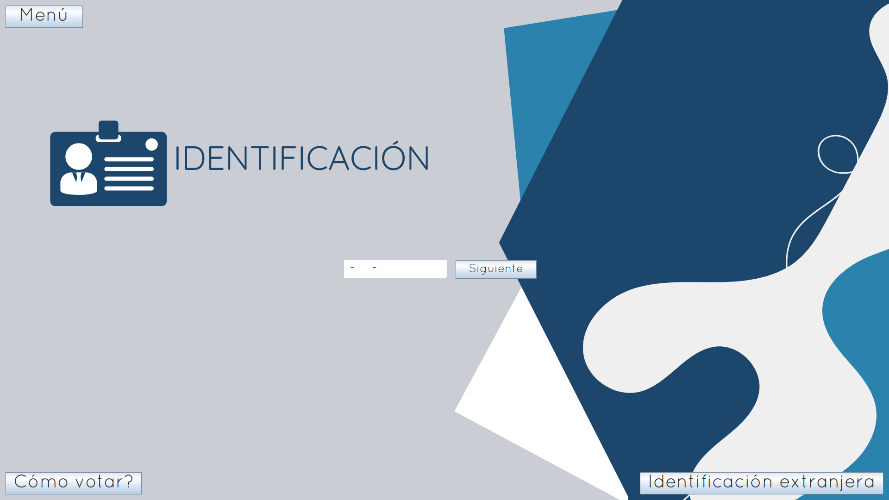 Menú
IDENTIFICACIÓN
- -
Siguiente
Cómo votar?
Identificación extranjera